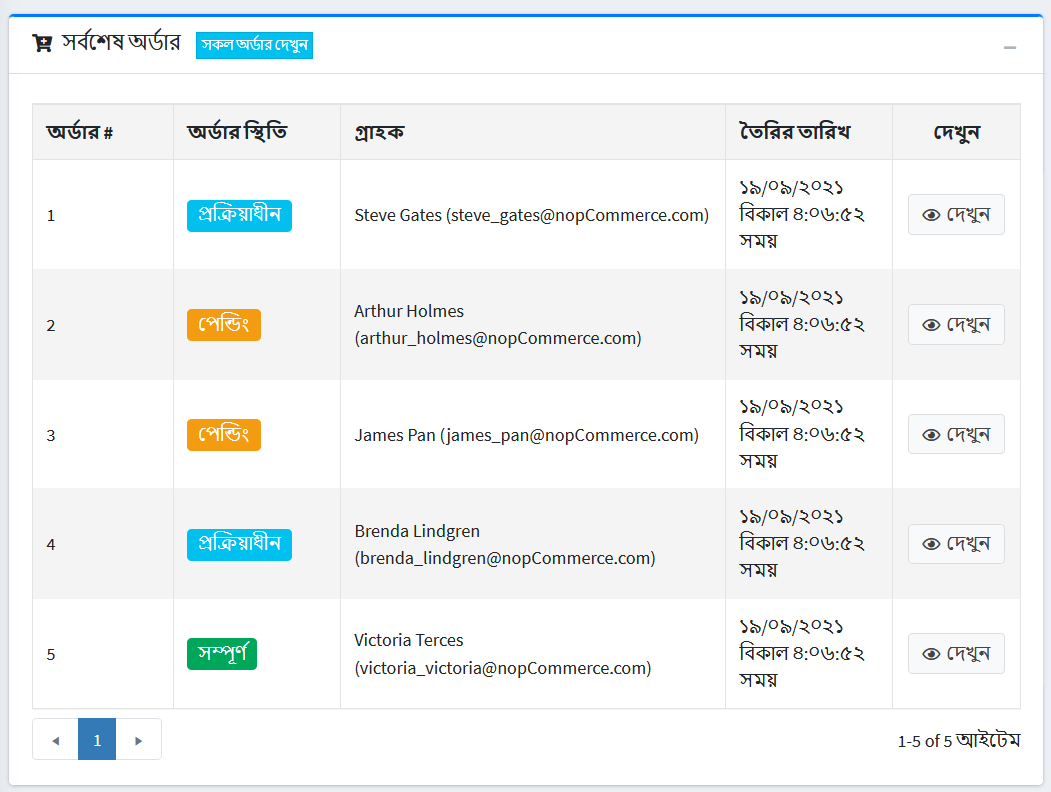 সর্বশেষ অর্ডার সকল অর্ডার দেখুন
অর্ডার # অর্ডার স্থিতি গ্রাহক তৈরির তারিখ দেখুন
1 প্রক্রিয়াধীন Steve Gates (steve_gates@nopCommerce.com) ১৯/০৯/২০২১
বিকাল ৪:০৬:৫২
সময় দেখুন
2 পেন্ডিং Arthur Holmes
(arthur_holmes@nopCommerce.com) ১৯/০৯/২০২১
বিকাল ৪:০৬:৫২
সময় দেখুন
3 পেন্ডিং James Pan (james_pan@nopCommerce.com) ১৯/০৯/২০২১
বিকাল ৪:০৬:৫২
সময় দেখুন
4 প্রক্রিয়াধীন Brenda Lindgren
(brenda_lindgren@nopCommerce.com) ১৯/০৯/২০২১
বিকাল ৪:০৬:৫২
সময় দেখুন
5 সম্পূর্ণ Victoria Terces
(victoria_victoria@nopCommerce.com) ১৯/০৯/২০২১
বিকাল ৪:০৬:৫২
সময় দেখুন
1 1-5 of 5 আইটেম